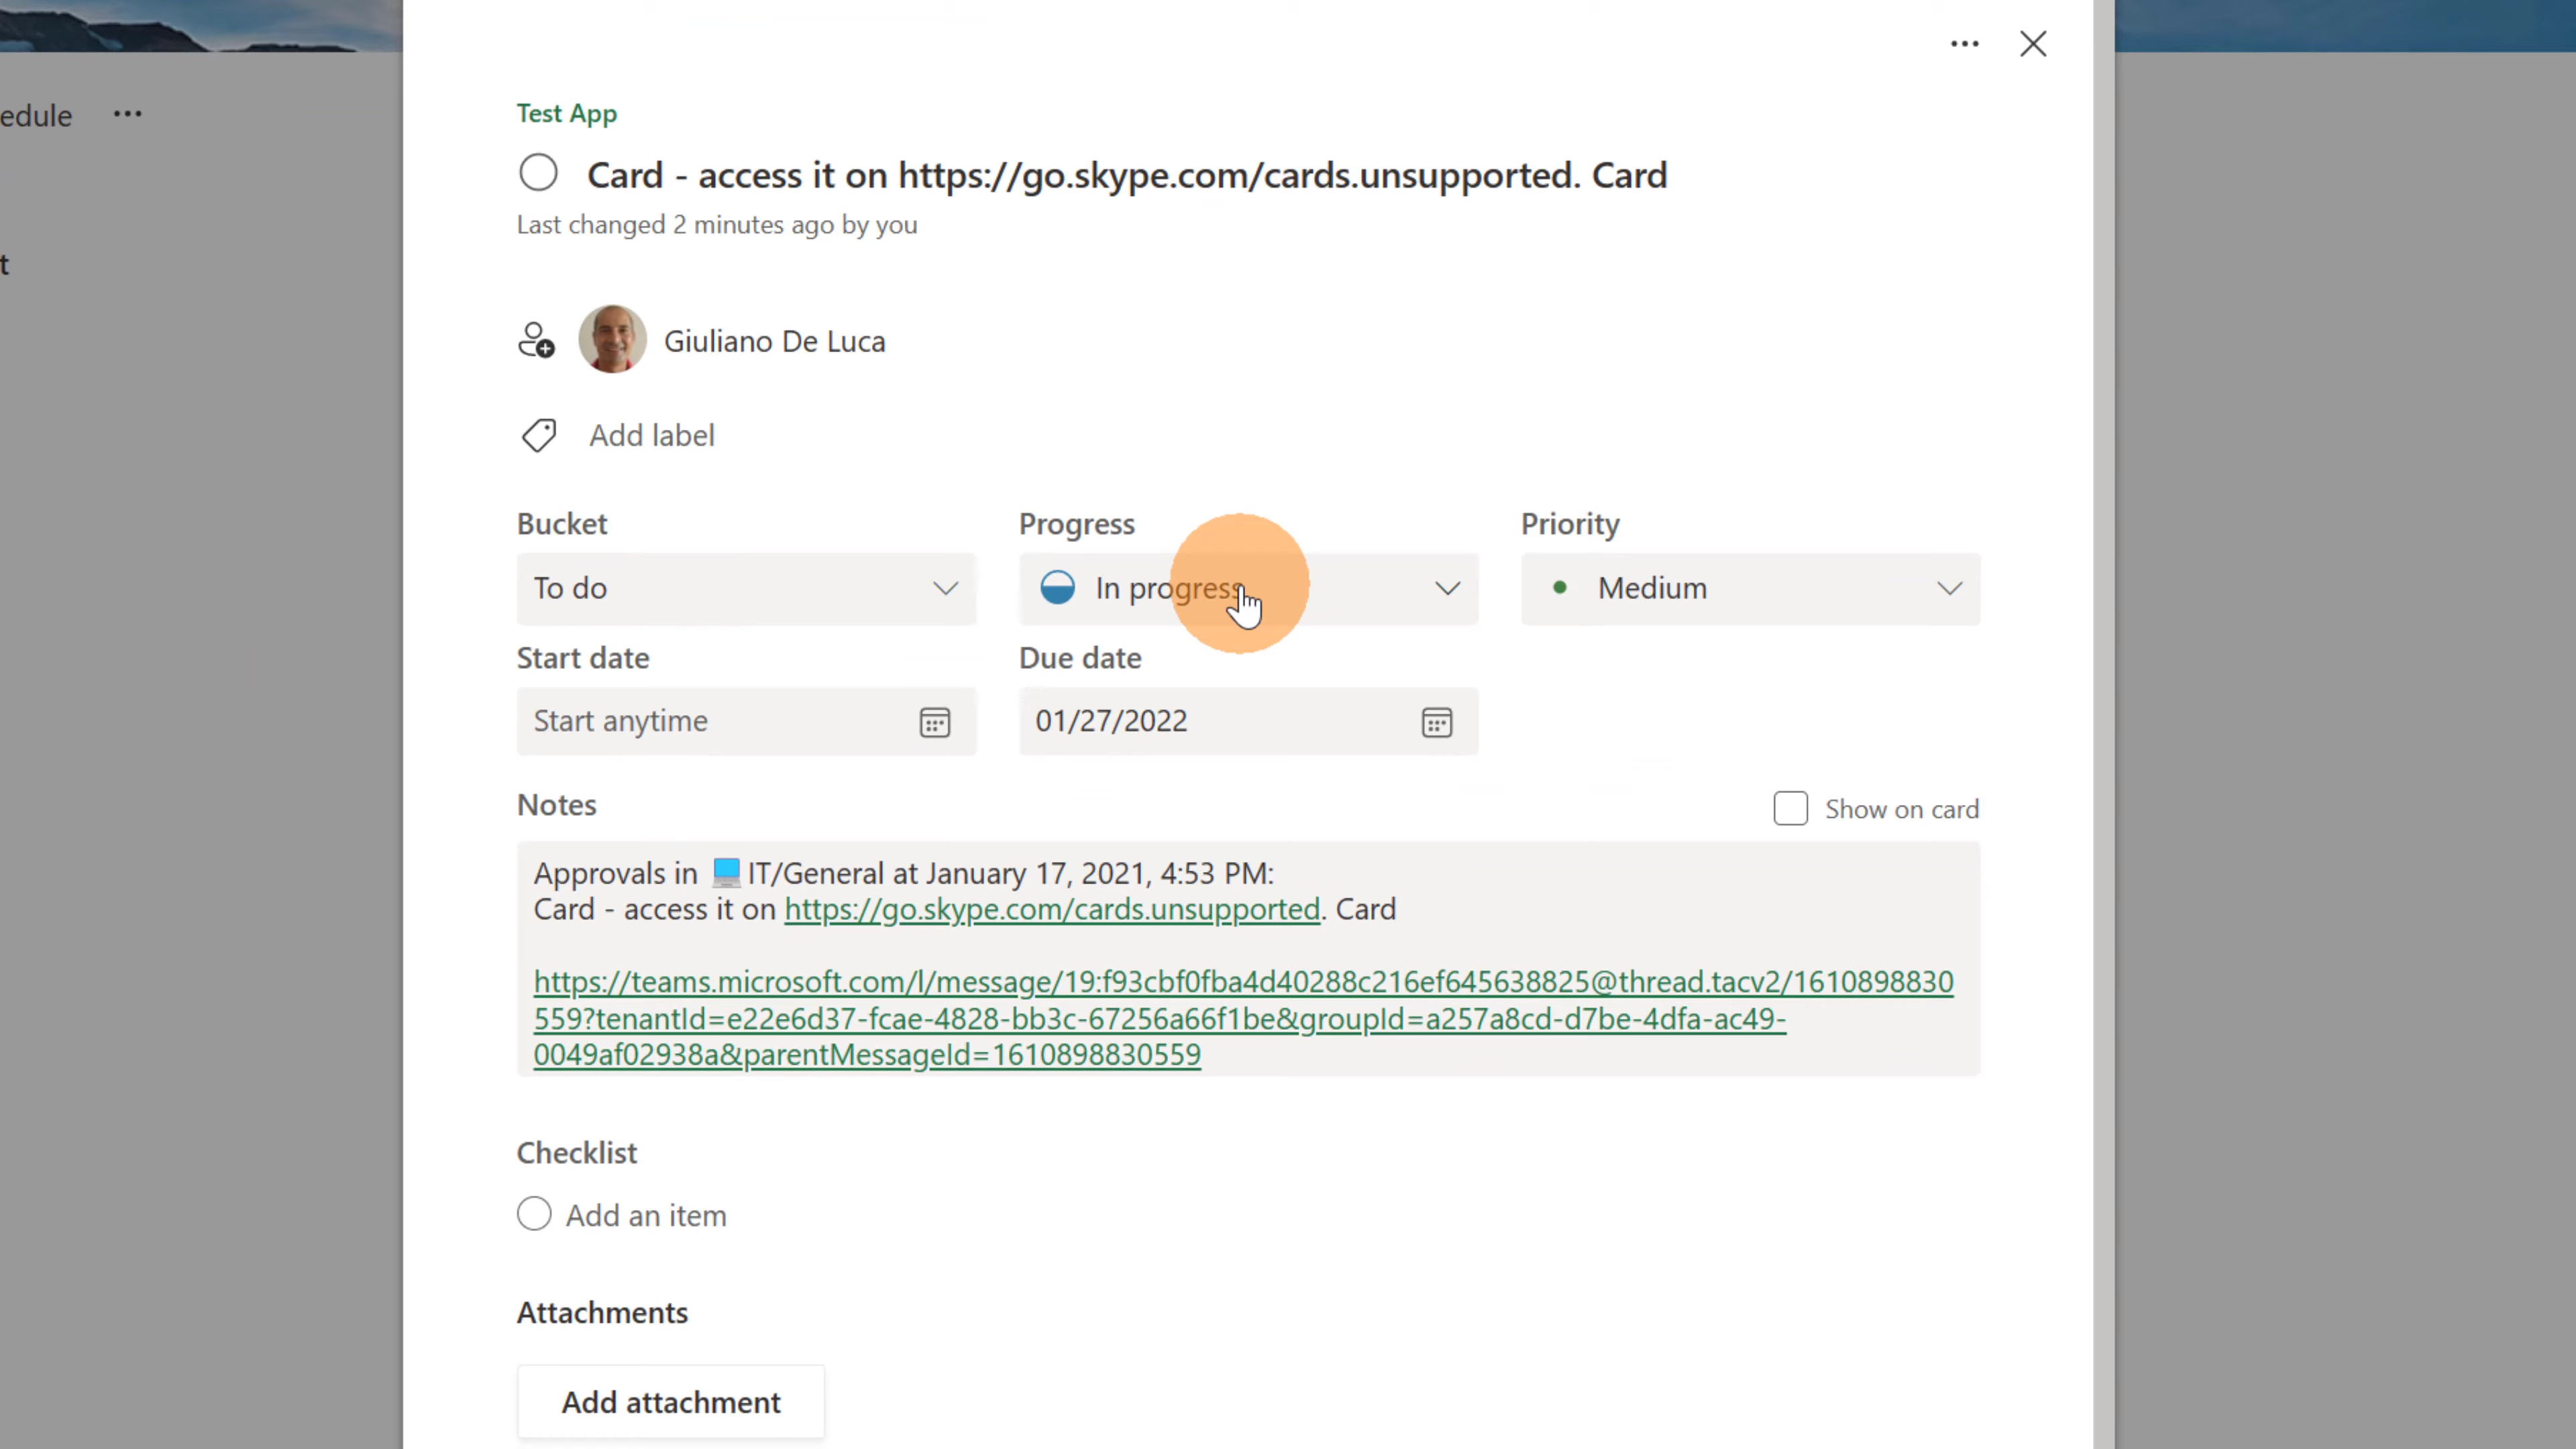 edule
t
Test App
Card - access it on https://go.skype.com/cards.unsupported. Card
Last changed 2 minutes ago by you
Giuliano De Luca
Add label
Bucket
Progress
Priority
To do
In progress
Medium
Start date
Due date
Start anytime
01/27/2022
Notes
Show on card
Approvals in 💻 IT/General at January 17, 2021, 4:53 PM:
Card - access it on https://go.skype.com/cards.unsupported. Card
https://teams.microsoft.com/l/message/19:f93cbf0fba4d40288c216ef645638825@thread.tacv2/1610898830
559?tenantId=e22e6d37-fcae-4828-bb3c-67256a66f1be&groupId=a257a8cd-d7be-4dfa-ac49-
0049af02938a&parentMessageId=1610898830559
Checklist
Add an item
Attachments
Add attachment